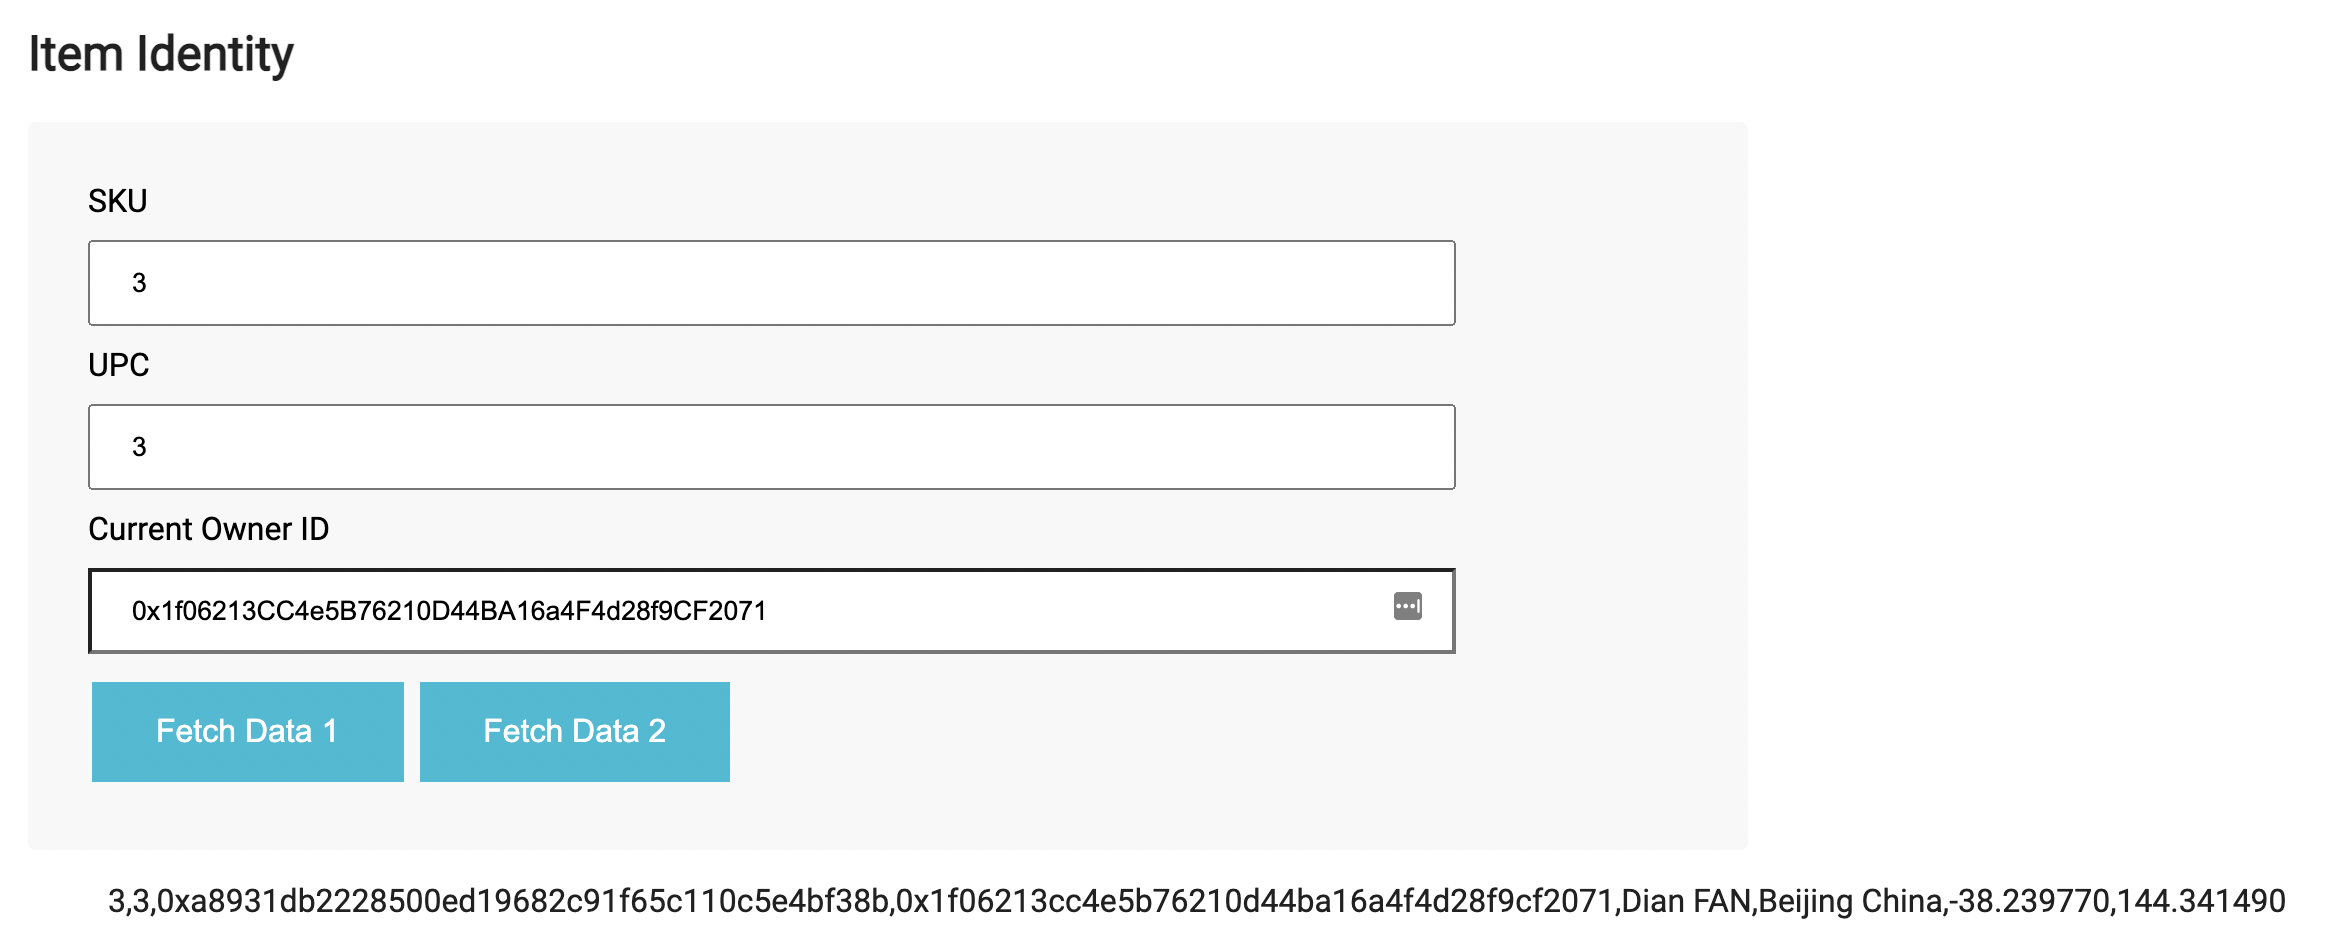 Item Identity
SKU
3
UPC
3
Current Owner ID
0x1f06213CC4e5B76210D44BA16a4F4d28f9CF2071
Fetch Data 1 Fetch Data 2
3,3,0xa8931db2228500ed19682c91f65c110c5e4bf38b,0x1f06213cc4e5b76210d44ba16a4f4d28f9cf2071,Dian FAN,Beijing China,-38.239770,144.341490